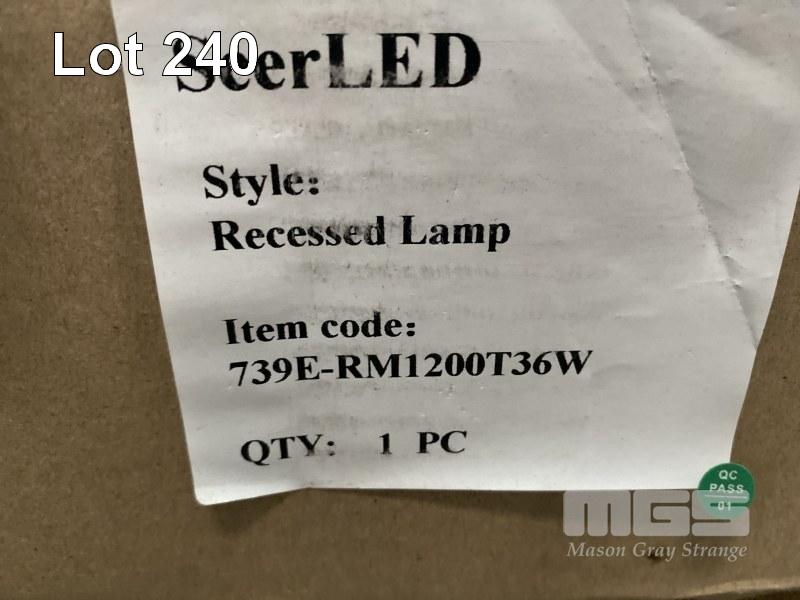 Lot 240
SeerLED
Style:
Recessed Lamp
Item code:
739E-RM1200T36W
QTY: 1 PC
QC
PASS
01
MGS
Mason Gray Strange